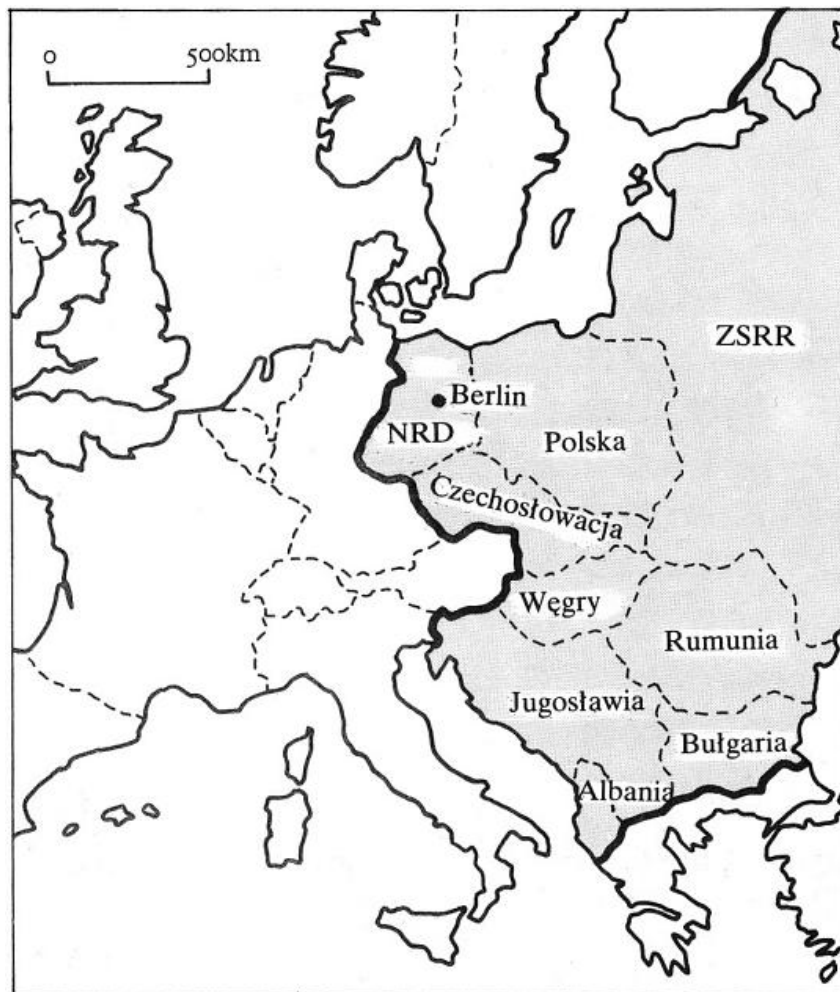 0 500km
ZSRR
Berlin
NRD
Polska
Czechosłowacja
Węgry
Rumunia
Jugosławia
Bułgaria
Albania